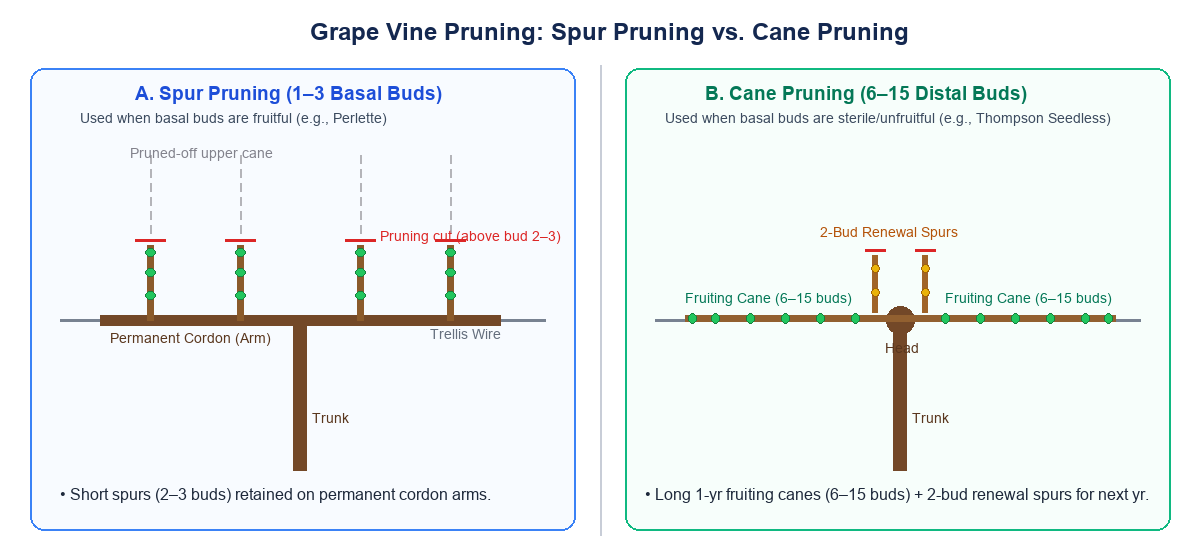 Grape Vine Pruning: Spur Pruning vs. Cane Pruning
A. Spur Pruning (1–3 Basal Buds)
Used when basal buds are fruitful (e.g., Perlette)
Pruned-off upper cane
Pruning cut (above bud 2–3)
Permanent Cordon (Arm)
Trellis Wire
Trunk
• Short spurs (2–3 buds) retained on permanent cordon arms.
B. Cane Pruning (6–15 Distal Buds)
Used when basal buds are sterile/unfruitful (e.g., Thompson Seedless)
2-Bud Renewal Spurs
Fruiting Cane (6–15 buds)
Fruiting Cane (6–15 buds)
Head
Trunk
• Long 1-yr fruiting canes (6–15 buds) + 2-bud renewal spurs for next yr.